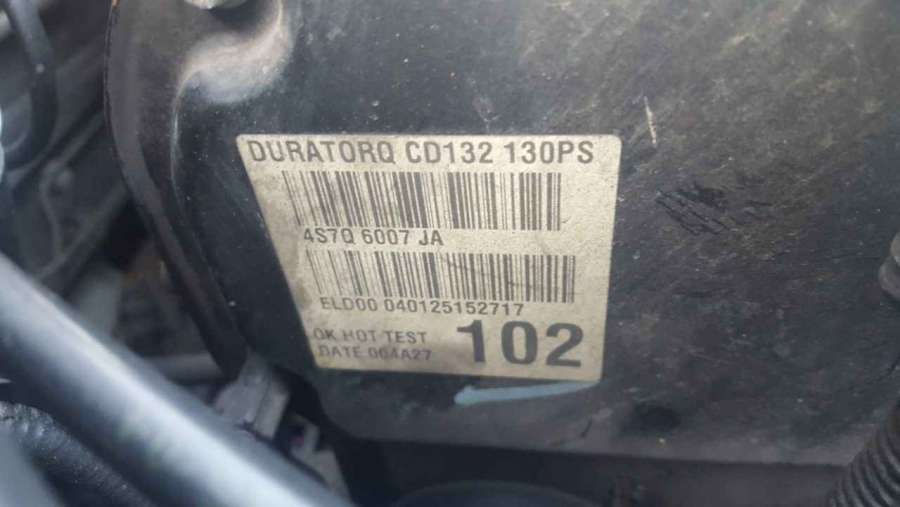 DURATORQ CD132 130PS
4S7Q 6007 JA
ELD00 040125152717
OK HOT TEST
DATE 004A27
102